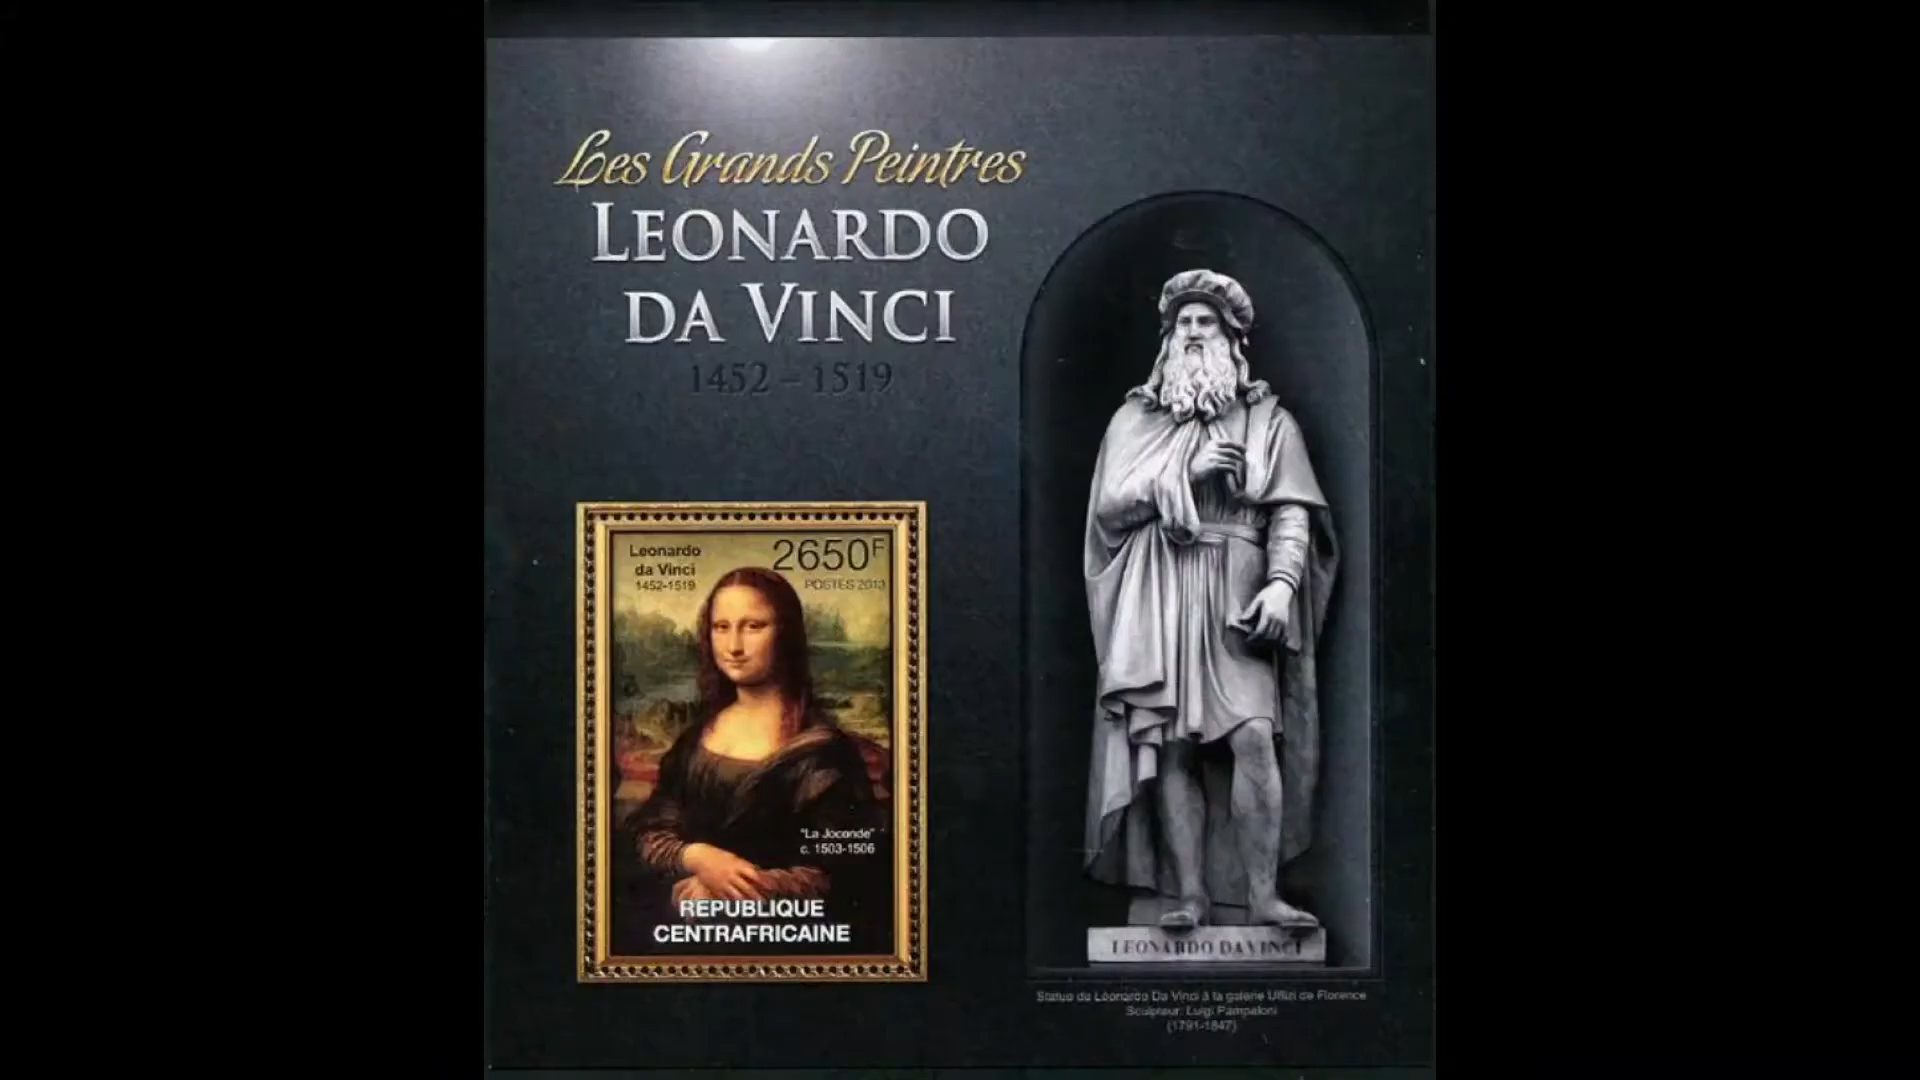 Les Grands Peintres
LEONARDO
DA VINCI
1452 – 1519
Leonardo
da Vinci
1452-1519
2650F
POSTES 2013
"La Joconde"
c. 1503-1506
REPUBLIQUE
CENTRAFRICAINE
LEONARDO DA VINCI
Statue de Léonardo Da Vinci à la galerie Uffizi de Florence
Sculpteur: Luigi Pampaloni
(1791-1847)